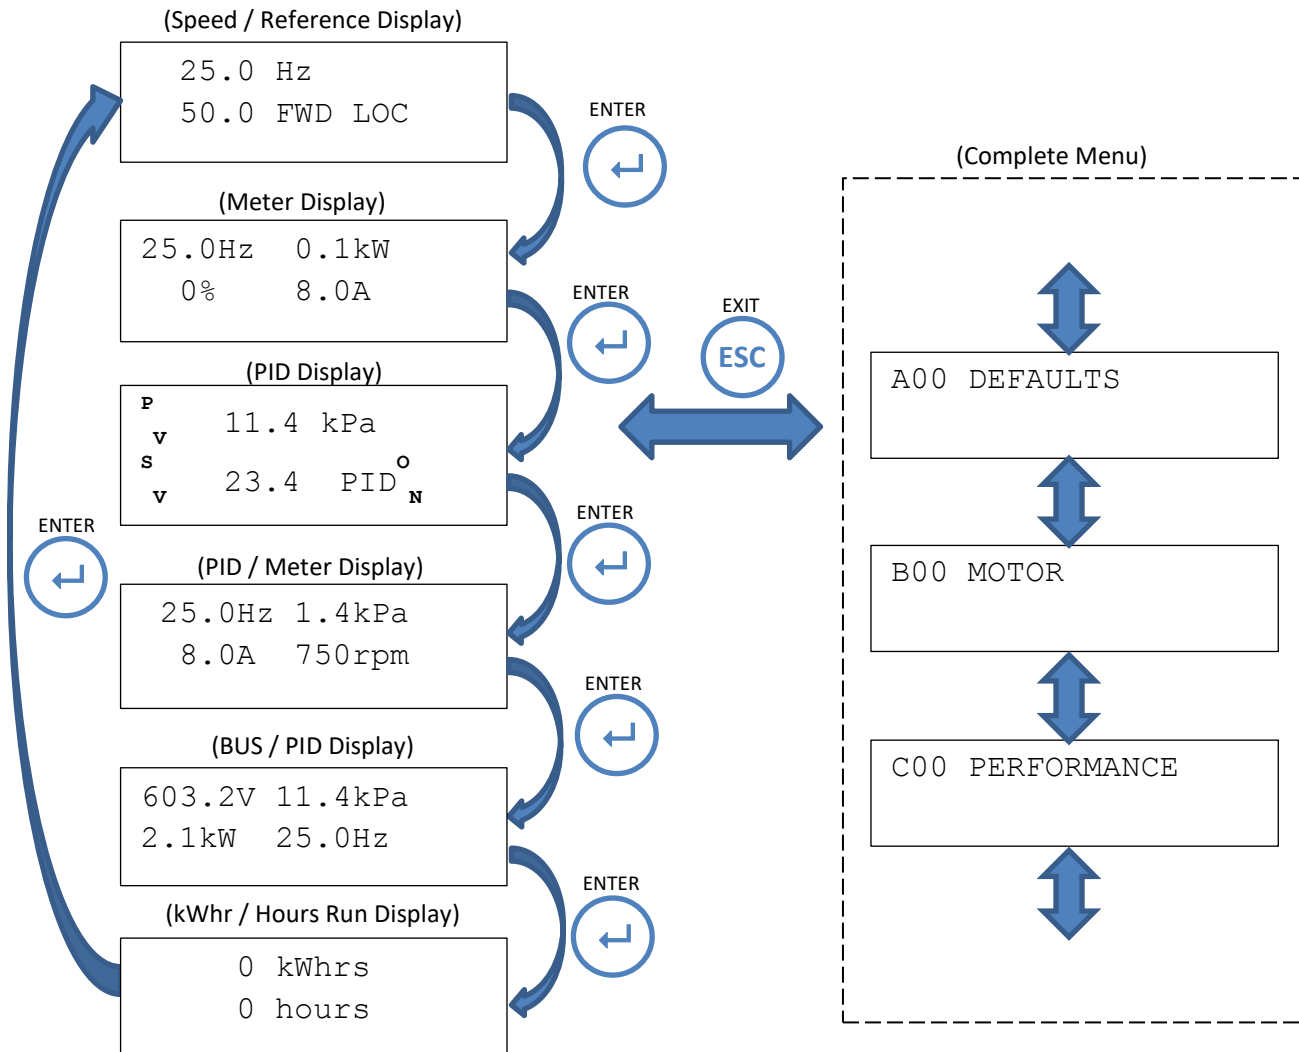 (Speed / Reference Display)
25.0 Hz
50.0 FWD LOC
ENTER
(Meter Display)
25.0Hz 0.1kW
0% 8.0A
ENTER
(PID Display)
PV 11.4 kPa
SV 23.4 PID ON
ENTER
(PID / Meter Display)
25.0Hz 1.4kPa
8.0A 750rpm
ENTER
(BUS / PID Display)
603.2V 11.4kPa
2.1kW 25.0Hz
ENTER
(kWhr / Hours Run Display)
0 kWhrs
0 hours
EXIT
ESC
(Complete Menu)
A00 DEFAULTS
B00 MOTOR
C00 PERFORMANCE